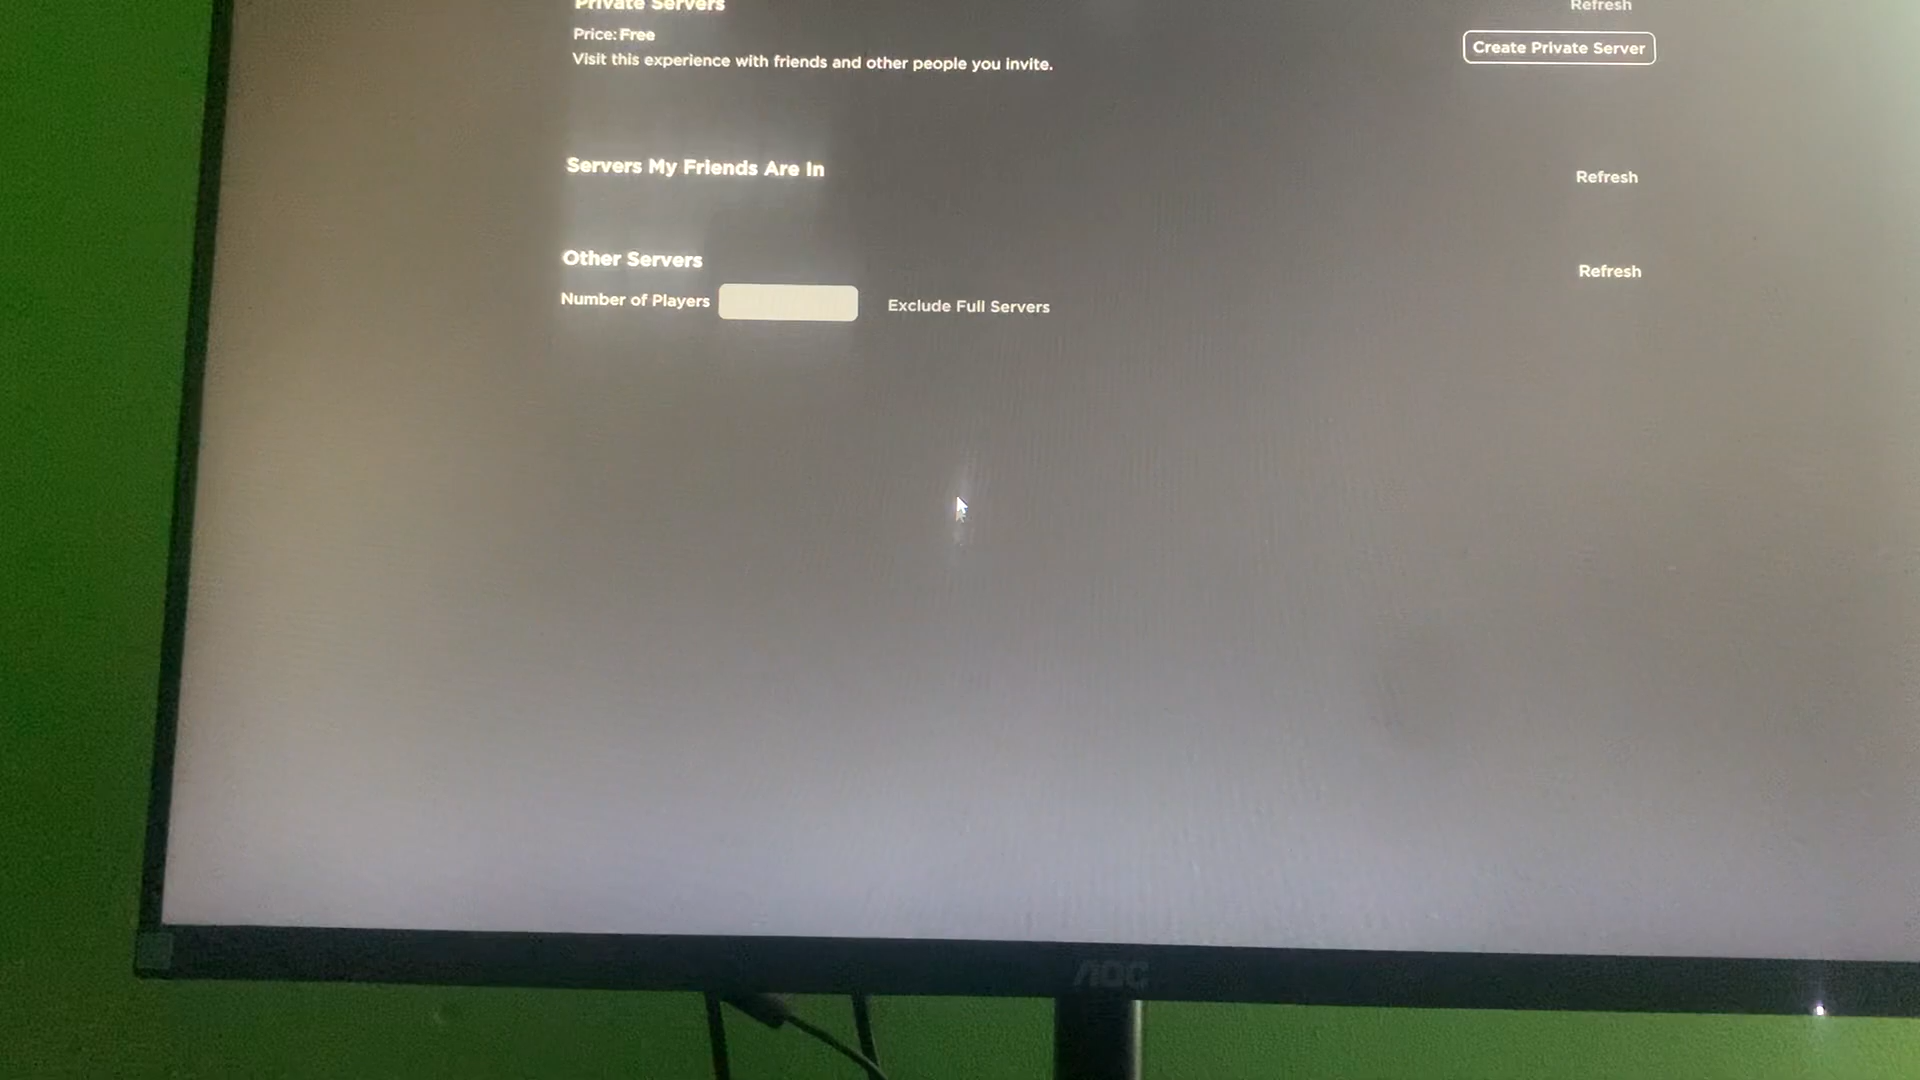 Private Servers
Refresh
Price: Free
Create Private Server
Visit this experience with friends and other people you invite.
Servers My Friends Are In
Refresh
Other Servers
Refresh
Number of Players
Exclude Full Servers
AOC